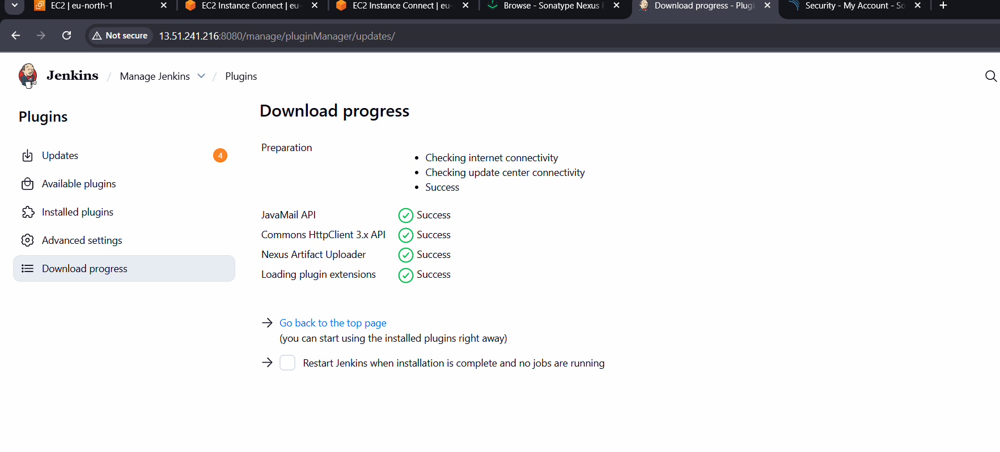 EC2 | eu-north-1
EC2 Instance Connect | eu-
EC2 Instance Connect | eu-
Browse - Sonatype Nexus R
Download progress - Plugi
Security - My Account - So
Not secure
13.51.241.216:8080/manage/pluginManager/updates/
Jenkins / Manage Jenkins / Plugins
Plugins
Updates
4
Available plugins
Installed plugins
Advanced settings
Download progress
Download progress
Preparation
• Checking internet connectivity
• Checking update center connectivity
• Success
JavaMail API Success
Commons HttpClient 3.x API Success
Nexus Artifact Uploader Success
Loading plugin extensions Success
→ Go back to the top page
(you can start using the installed plugins right away)
→ Restart Jenkins when installation is complete and no jobs are running